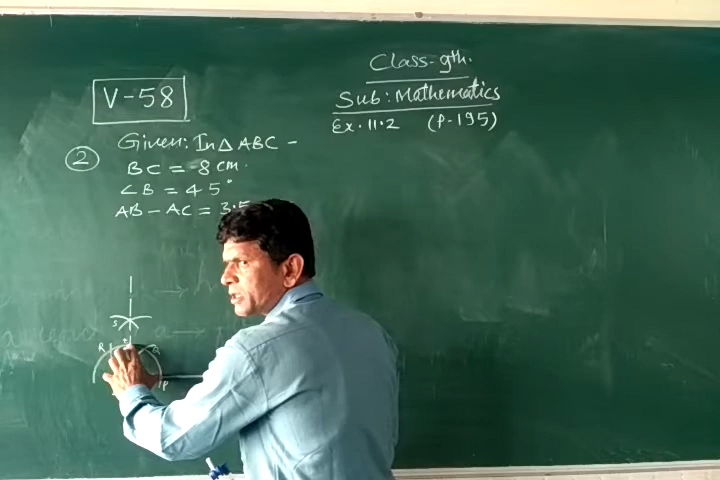 Class-9th.
V-58
Sub: Mathematics
Ex. 11.2 (P-195)
2 Given: In △ ABC -
BC = 8 cm.
∠B = 45°
AB - AC = 3.5
S
R
Q
P